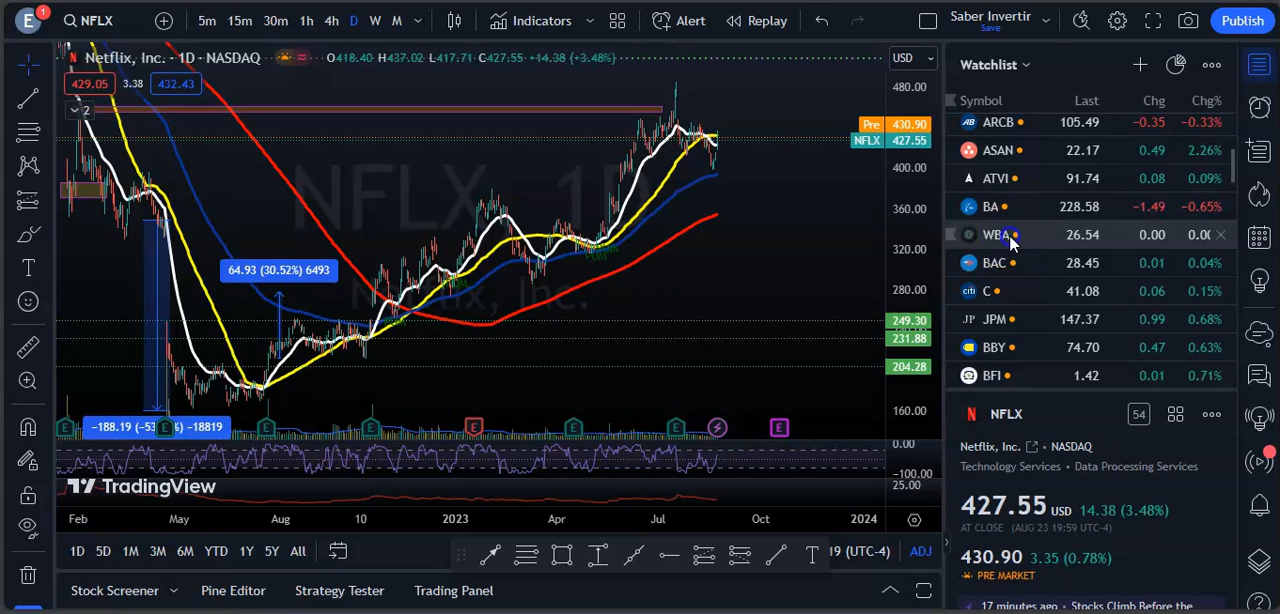 E 1 NFLX 5m 15m 30m 1h 4h D W M Indicators Alert Replay Saber Invertir Save Publish
Netflix, Inc. · 1D · NASDAQ O418.40 H437.02 L417.71 C427.55 +14.38 (+3.48%) USD
429.05 3.38 432.43
2
480.00
Pre 430.90
NFLX 427.55
400.00
360.00
320.00
280.00
249.30
231.88
204.28
160.00
0.00
-100.00
25.00
NFLX, 1D
Netflix, Inc.
64.93 (30.52%) 6493
E E E E E E E E
TradingView
Feb May Aug 10 2023 Apr Jul Oct 2024
1D 5D 1M 3M 6M YTD 1Y 5Y All T (UTC-4) ADJ
Stock Screener Pine Editor Strategy Tester Trading Panel
Watchlist
Symbol Last Chg Chg%
ARCB 105.49 −0.35 −0.33%
ASAN 22.17 0.49 2.26%
ATVI 91.74 0.08 0.09%
BA 228.58 −1.49 −0.65%
WBA 26.54 0.00
BAC 28.45 0.01 0.04%
citi C 41.08 0.06 0.15%
JP JPM 147.37 0.99 0.68%
BBY 74.70 0.47 0.63%
BFI 1.42 0.01 0.71%
NFLX 54
Netflix, Inc. · NASDAQ
Technology Services · Data Processing Services
427.55 USD 14.38 (3.48%)
AT CLOSE (AUG 23 19:59 UTC-4)
430.90 3.35 (0.78%)
PRE MARKET
17 minutes ago · Stocks Climb Before the